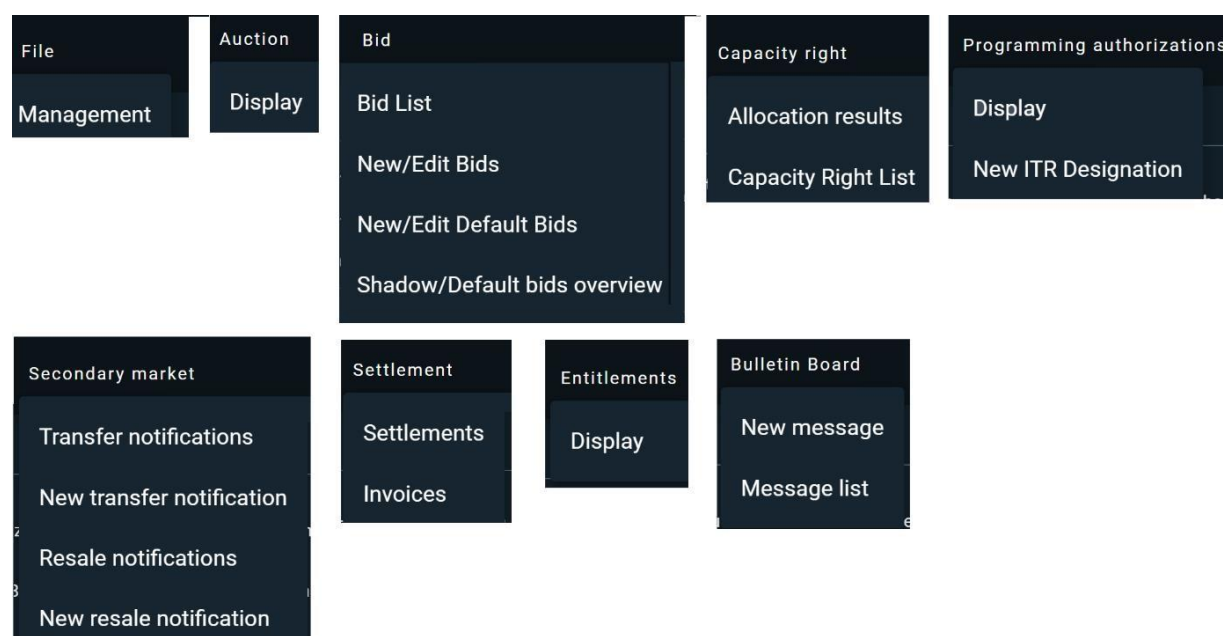 File
Management
Auction
Display
Bid
Bid List
New/Edit Bids
New/Edit Default Bids
Shadow/Default bids overview
Capacity right
Allocation results
Capacity Right List
Programming authorizations
Display
New ITR Designation
Secondary market
Transfer notifications
New transfer notification
Resale notifications
New resale notification
Settlement
Settlements
Invoices
Entitlements
Display
Bulletin Board
New message
Message list